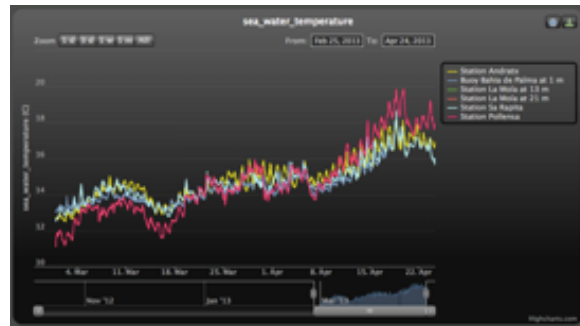 sea_water_temperature
Zoom
From: Feb 25, 2013 To: Apr 24, 2013
Station Andratx
Buoy Bahia de Palma at 1 m
Station La Mola at 13 m
Station La Mola at 21 m
Station Sa Rapita
Station Pollensa
sea_water_temperature (C)
20
18
16
14
12
10
4. Mar
11. Mar
18. Mar
25. Mar
1. Apr
8. Apr
15. Apr
22. Apr
Nov '12
Jan '13
Mar '13
Highcharts.com